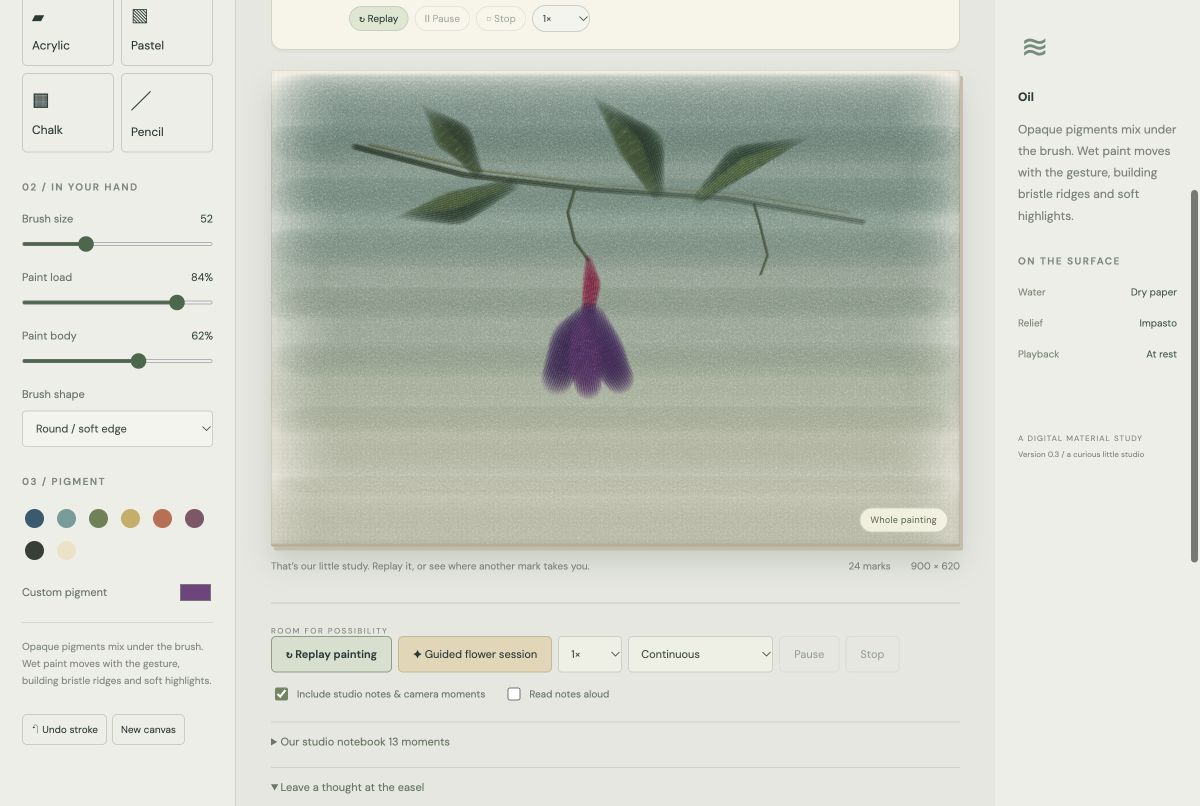 Acrylic
Pastel
Chalk
Pencil
02 / IN YOUR HAND
Brush size 52
Paint load 84%
Paint body 62%
Brush shape
Round / soft edge
03 / PIGMENT
Custom pigment
Opaque pigments mix under the brush.
Wet paint moves with the gesture,
building bristle ridges and soft highlights.
Undo stroke
New canvas
↻ Replay
II Pause
▫ Stop
1×
Whole painting
That's our little study. Replay it, or see where another mark takes you.
24 marks
900 × 620
ROOM FOR POSSIBILITY
↻ Replay painting
✦ Guided flower session
1×
Continuous
Pause
Stop
Include studio notes & camera moments
Read notes aloud
▶ Our studio notebook 13 moments
▼ Leave a thought at the easel
Oil
Opaque pigments mix under
the brush. Wet paint moves
with the gesture, building
bristle ridges and soft
highlights.
ON THE SURFACE
Water Dry paper
Relief Impasto
Playback At rest
A DIGITAL MATERIAL STUDY
Version 0.3 / a curious little studio